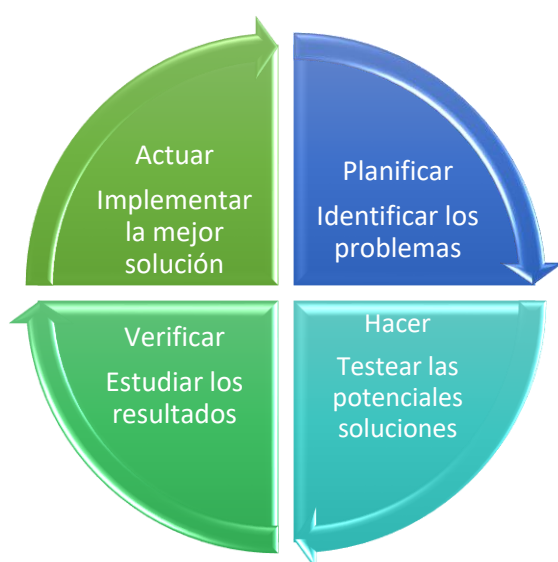 Actuar
Implementar
la mejor
solución
Planificar
Identificar los
problemas
Verificar
Estudiar los
resultados
Hacer
Testear las
potenciales
soluciones